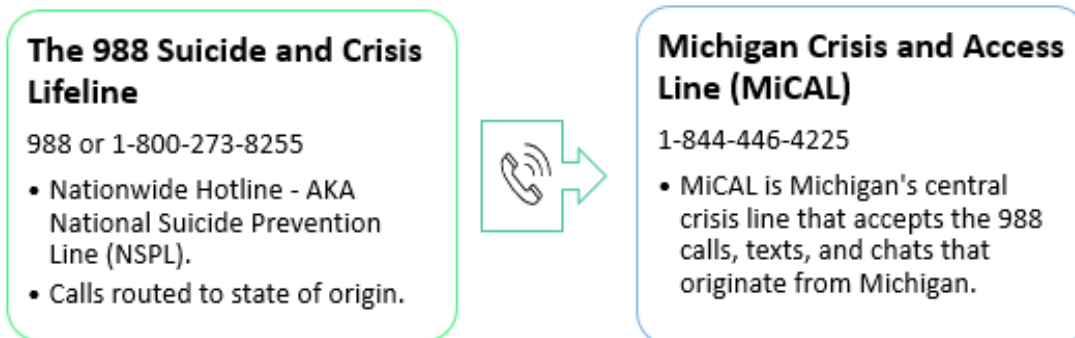 The 988 Suicide and Crisis
Lifeline
988 or 1-800-273-8255
• Nationwide Hotline - AKA
National Suicide Prevention
Line (NSPL).
• Calls routed to state of origin.
Michigan Crisis and Access
Line (MiCAL)
1-844-446-4225
• MiCAL is Michigan's central
crisis line that accepts the 988
calls, texts, and chats that
originate from Michigan.